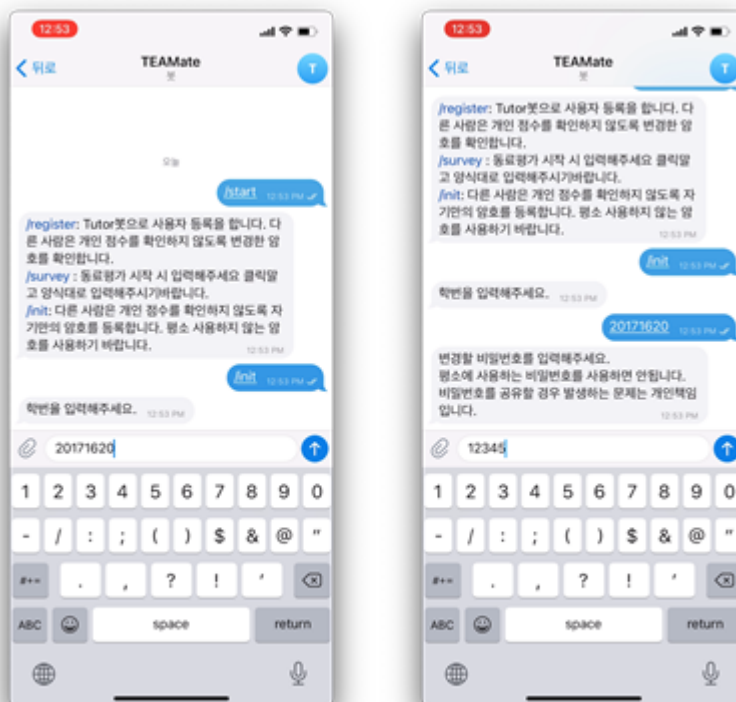 12:53
뒤로
TEAMate
봇
T
오늘
/start 12:53 PM
/register: Tutor봇으로 사용자 등록을 합니다. 다
른 사람은 개인 점수를 확인하지 않도록 변경한 암
호를 확인합니다.
/survey : 동료평가 시작 시 입력해주세요 클릭말
고 양식대로 입력해주시기바랍니다.
/init: 다른 사람은 개인 점수를 확인하지 않도록 자
기만의 암호를 등록합니다. 평소 사용하지 않는 암
호를 사용하기 바랍니다.
12:53 PM
/init 12:53 PM
학번을 입력해주세요. 12:53 PM
20171620
1 2 3 4 5 6 7 8 9 0
- / : ; ( ) $ & @ "
#+= . , ? ! '
ABC space return
12:53
뒤로
TEAMate
봇
T
/register: Tutor봇으로 사용자 등록을 합니다. 다
른 사람은 개인 점수를 확인하지 않도록 변경한 암
호를 확인합니다.
/survey : 동료평가 시작 시 입력해주세요 클릭말
고 양식대로 입력해주시기바랍니다.
/init: 다른 사람은 개인 점수를 확인하지 않도록 자
기만의 암호를 등록합니다. 평소 사용하지 않는 암
호를 사용하기 바랍니다.
12:53 PM
/init 12:53 PM
학번을 입력해주세요. 12:53 PM
20171620 12:53 PM
변경할 비밀번호를 입력해주세요.
평소에 사용하는 비밀번호를 사용하면 안됩니다.
비밀번호를 공유할 경우 발생하는 문제는 개인책임
입니다.
12:53 PM
12345
1 2 3 4 5 6 7 8 9 0
- / : ; ( ) $ & @ "
#+= . , ? ! '
ABC space return